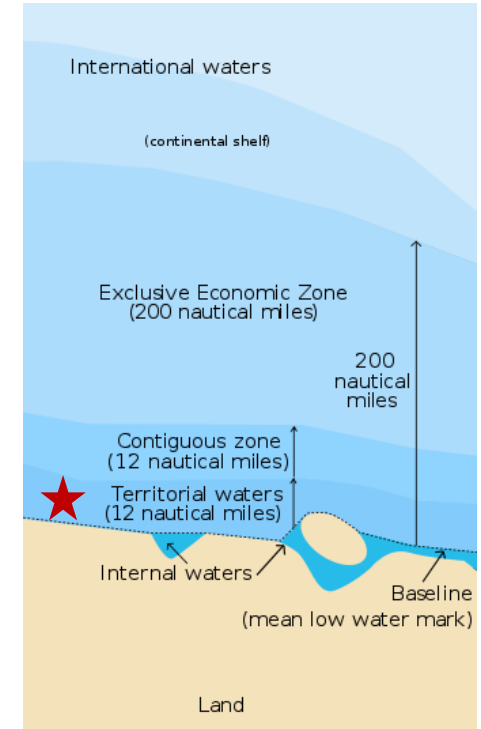 International waters
(continental shelf)
Exclusive Economic Zone
(200 nautical miles)
200
nautical
miles
Contiguous zone
(12 nautical miles)
Territorial waters
(12 nautical miles)
Internal waters
Baseline
(mean low water mark)
Land